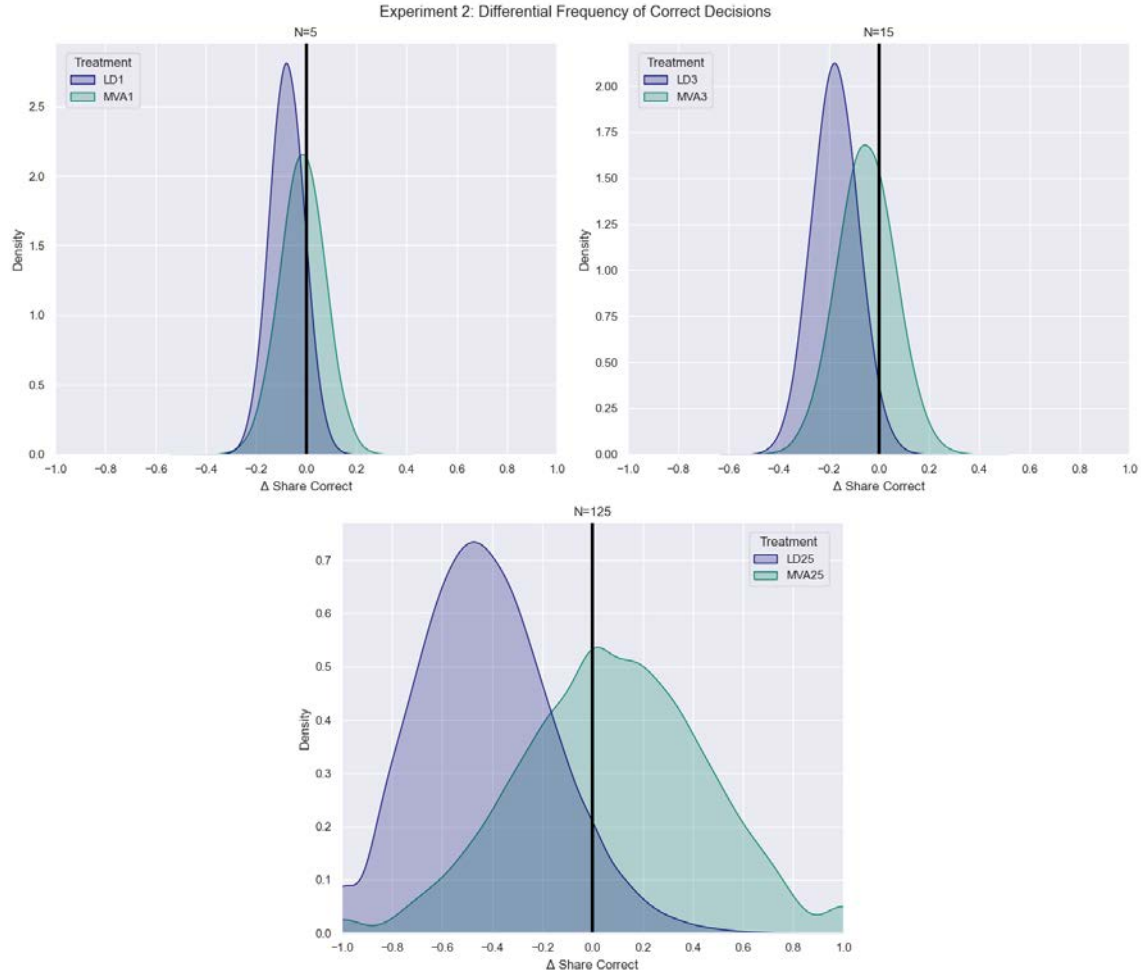 Experiment 2: Differential Frequency of Correct Decisions
N=5
Treatment
LD1
MVA1
Density
2.5
2.0
1.5
1.0
0.5
0.0
−1.0 −0.8 −0.6 −0.4 −0.2 0.0 0.2 0.4 0.6 0.8 1.0
Δ Share Correct
N=15
Treatment
LD3
MVA3
Density
2.00
1.75
1.50
1.25
1.00
0.75
0.50
0.25
0.00
−1.0 −0.8 −0.6 −0.4 −0.2 0.0 0.2 0.4 0.6 0.8 1.0
Δ Share Correct
N=125
Treatment
LD25
MVA25
Density
0.7
0.6
0.5
0.4
0.3
0.2
0.1
0.0
−1.0 −0.8 −0.6 −0.4 −0.2 0.0 0.2 0.4 0.6 0.8 1.0
Δ Share Correct